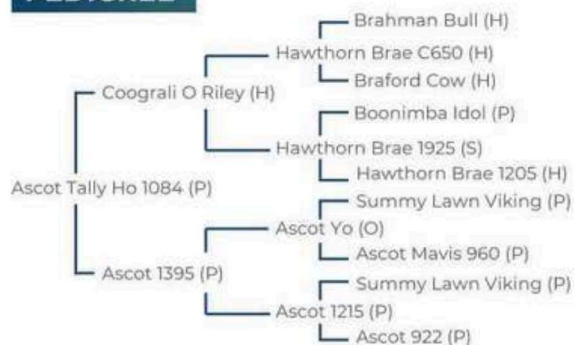 PEDIGREE
Brahman Bull (H)
Hawthorn Brae C650 (H)
Braford Cow (H)
Coograli O Riley (H)
Boonimba Idol (P)
Hawthorn Brae 1925 (S)
Hawthorn Brae 1205 (H)
Ascot Tally Ho 1084 (P)
Summy Lawn Viking (P)
Ascot Yo (O)
Ascot Mavis 960 (P)
Ascot 1395 (P)
Summy Lawn Viking (P)
Ascot 1215 (P)
Ascot 922 (P)